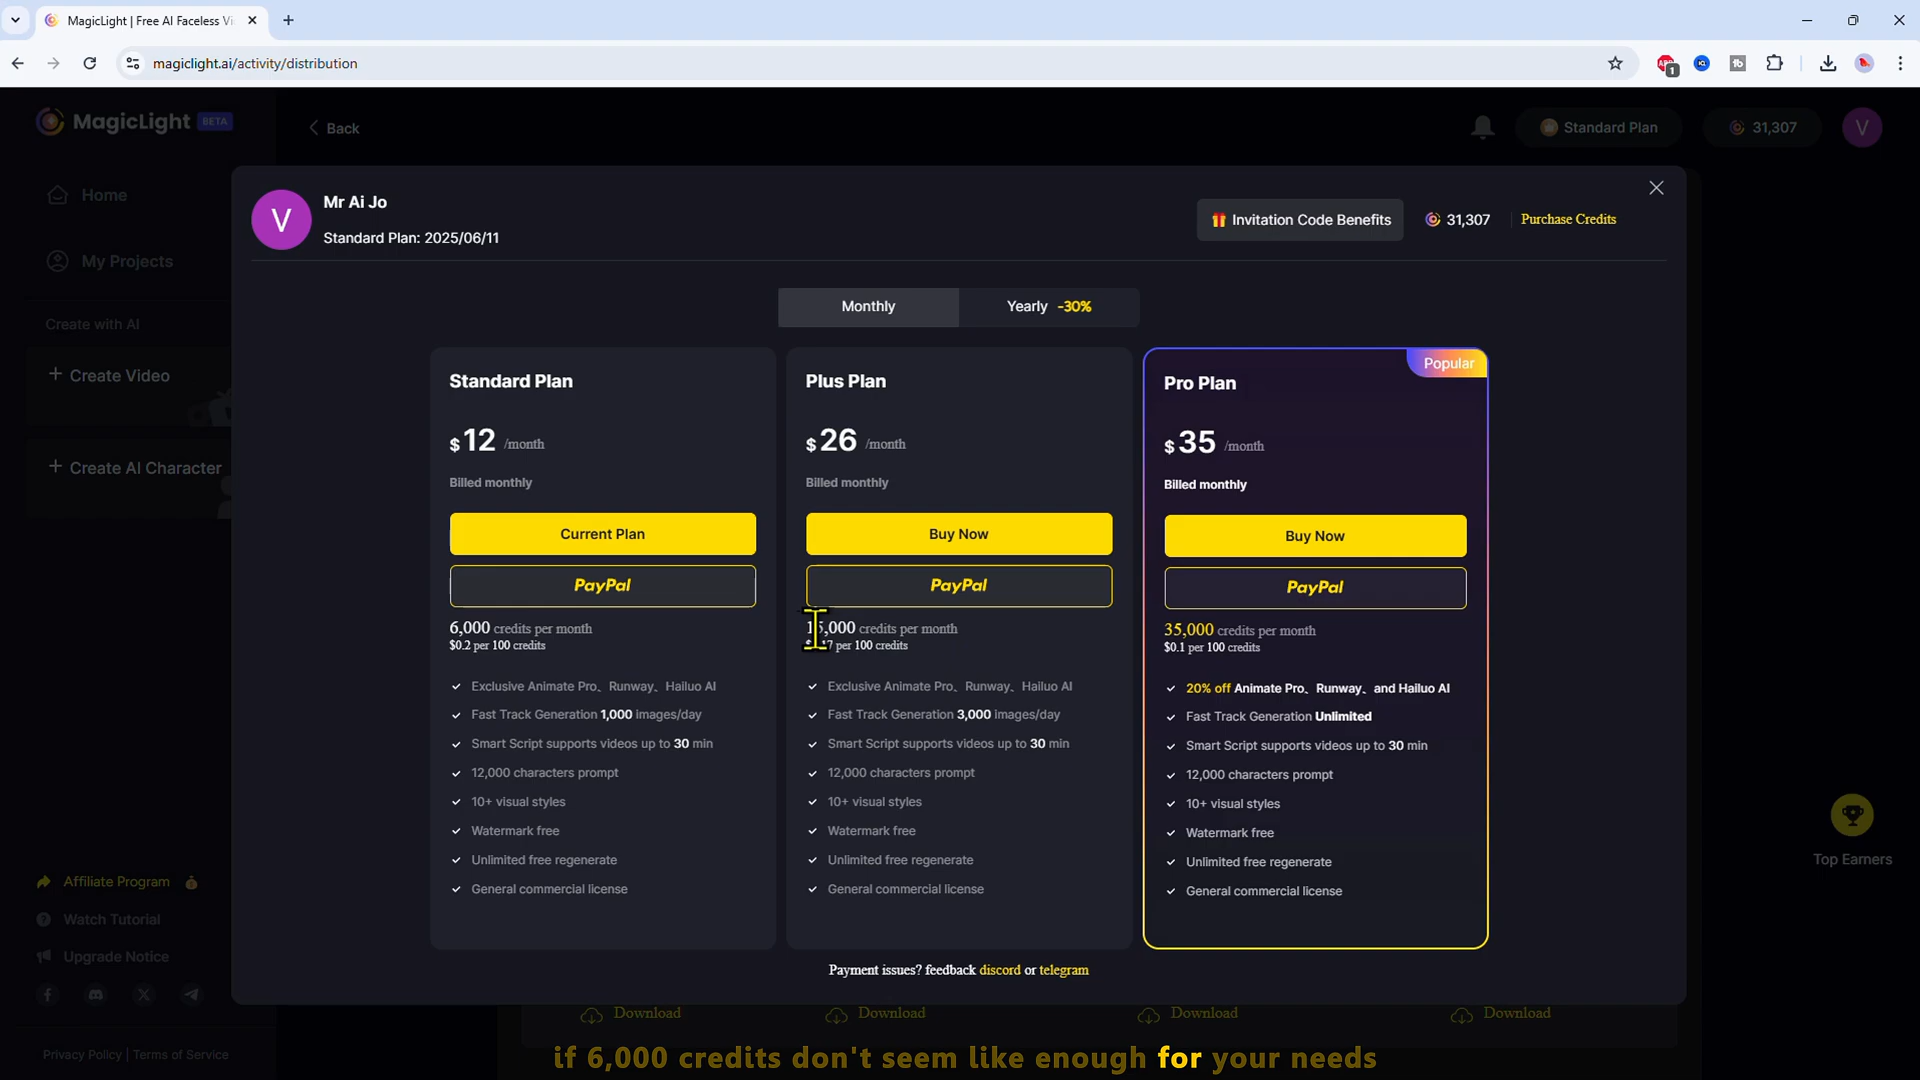 MagicLight | Free AI Faceless Vi
magiclight.ai/activity/distribution
1
MagicLight BETA
Back
Standard Plan
31,307
V
Home
My Projects
Create with AI
+ Create Video
+ Create AI Character
Affiliate Program
Watch Tutorial
Upgrade Notice
Privacy Policy | Terms of Service
V
Mr Ai Jo
Standard Plan: 2025/06/11
Invitation Code Benefits
31,307
Purchase Credits
Monthly
Yearly -30%
Standard Plan
$12 /month
Billed monthly
Current Plan
PayPal
6,000 credits per month
$0.2 per 100 credits
Exclusive Animate Pro、Runway、Hailuo AI
Fast Track Generation 1,000 images/day
Smart Script supports videos up to 30 min
12,000 characters prompt
10+ visual styles
Watermark free
Unlimited free regenerate
General commercial license
Plus Plan
$26 /month
Billed monthly
Buy Now
PayPal
15,000 credits per month
per 100 credits
Exclusive Animate Pro、Runway、Hailuo AI
Fast Track Generation 3,000 images/day
Smart Script supports videos up to 30 min
12,000 characters prompt
10+ visual styles
Watermark free
Unlimited free regenerate
General commercial license
Popular
Pro Plan
$35 /month
Billed monthly
Buy Now
PayPal
35,000 credits per month
$0.1 per 100 credits
20% off Animate Pro、Runway、and Hailuo AI
Fast Track Generation Unlimited
Smart Script supports videos up to 30 min
12,000 characters prompt
10+ visual styles
Watermark free
Unlimited free regenerate
General commercial license
Payment issues? feedback discord or telegram
Top Earners
Download
Download
Download
Download
if 6,000 credits don't seem like enough for your needs